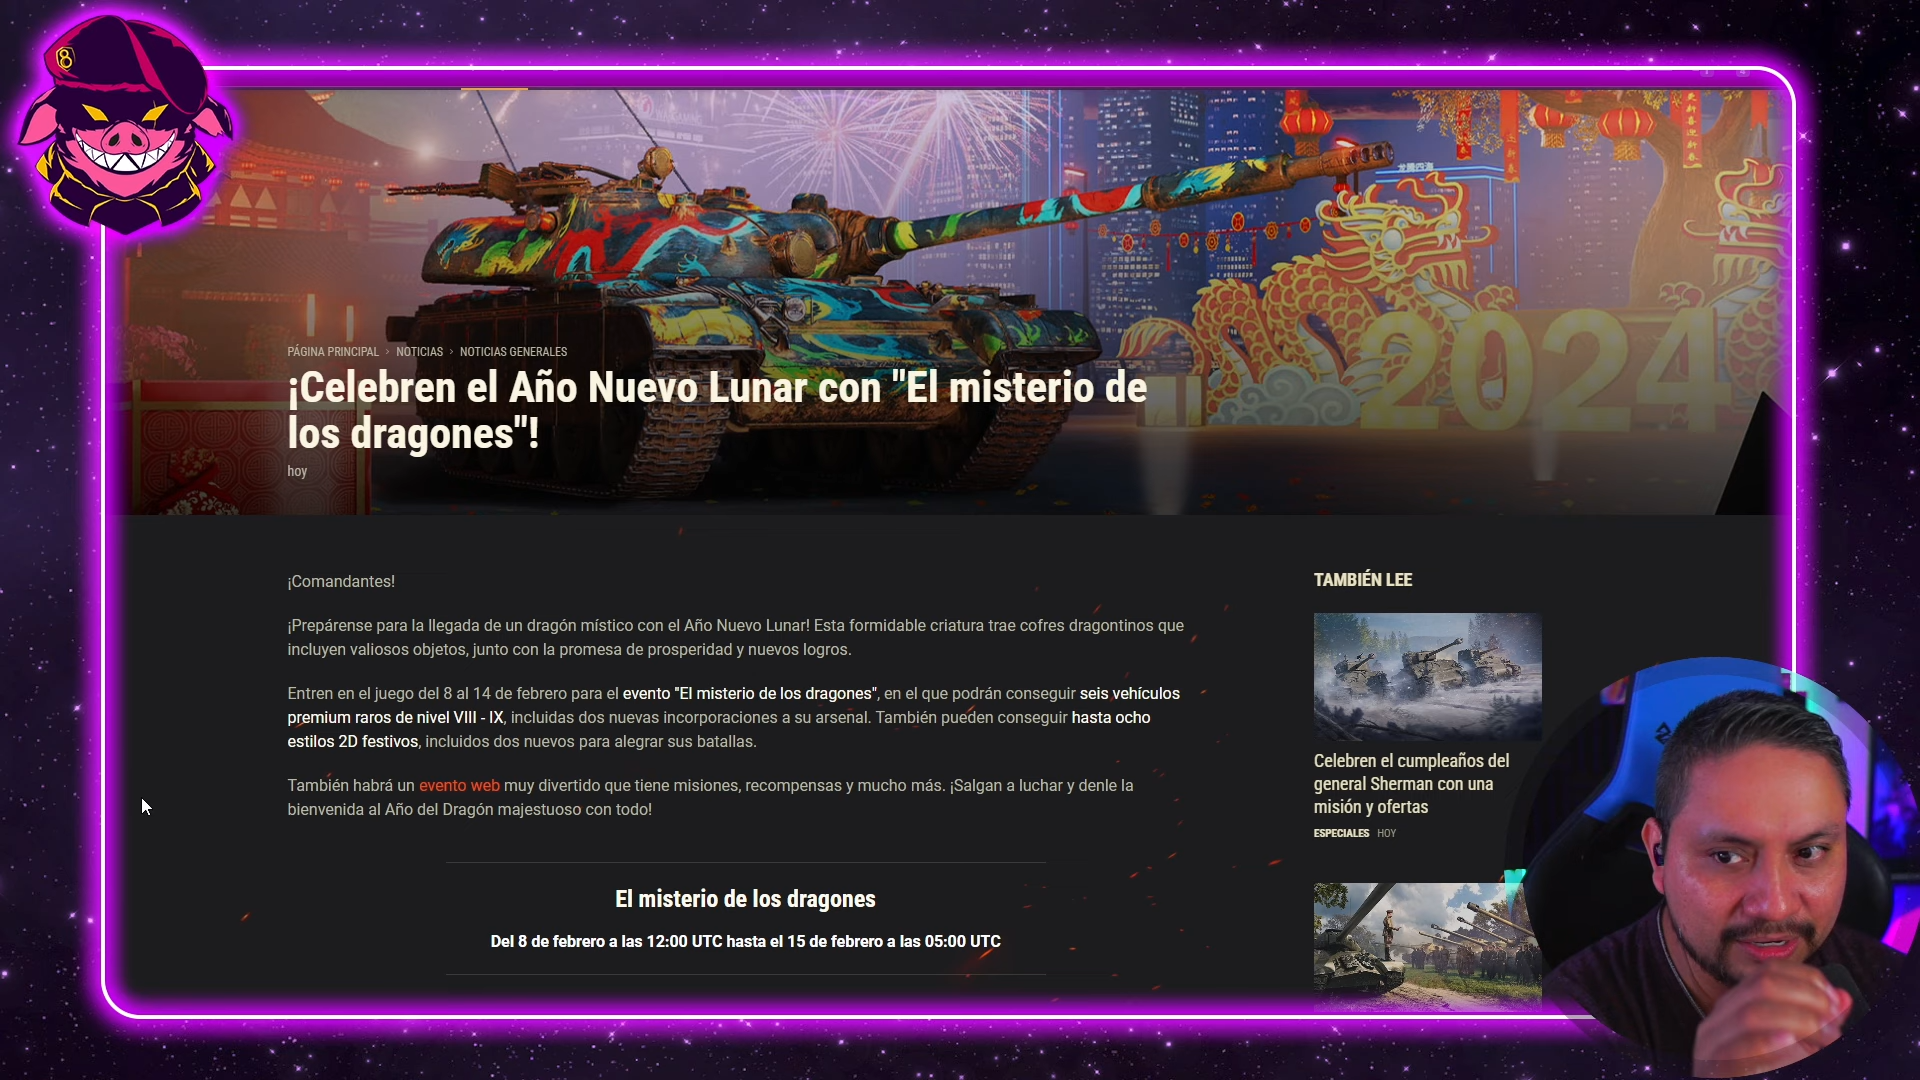 8
PÁGINA PRINCIPAL > NOTICIAS > NOTICIAS GENERALES
¡Celebren el Año Nuevo Lunar con "El misterio de
los dragones"!
hoy
2024
¡Comandantes!
¡Prepárense para la llegada de un dragón místico con el Año Nuevo Lunar! Esta formidable criatura trae cofres dragontinos que
incluyen valiosos objetos, junto con la promesa de prosperidad y nuevos logros.
Entren en el juego del 8 al 14 de febrero para el evento "El misterio de los dragones", en el que podrán conseguir seis vehículos
premium raros de nivel VIII - IX, incluidas dos nuevas incorporaciones a su arsenal. También pueden conseguir hasta ocho
estilos 2D festivos, incluidos dos nuevos para alegrar sus batallas.
También habrá un evento web muy divertido que tiene misiones, recompensas y mucho más. ¡Salgan a luchar y denle la
bienvenida al Año del Dragón majestuoso con todo!
El misterio de los dragones
Del 8 de febrero a las 12:00 UTC hasta el 15 de febrero a las 05:00 UTC
TAMBIÉN LEE
Celebren el cumpleaños del
general Sherman con una
misión y ofertas
ESPECIALES HOY